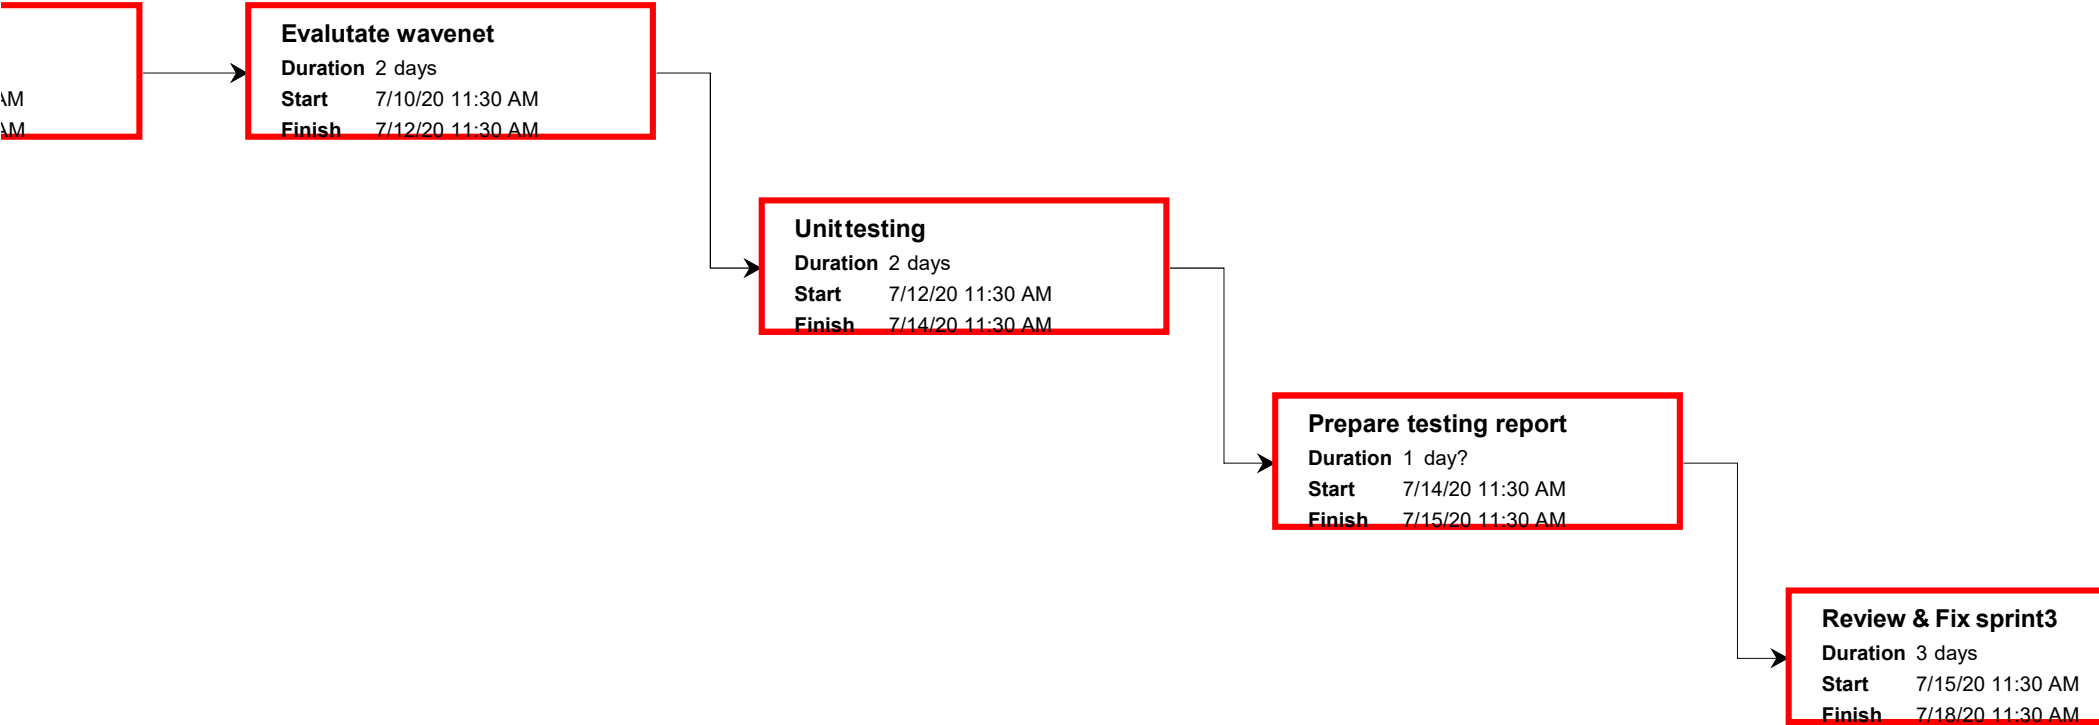 Evalutate wavenet
Duration 2 days
Start 7/10/20 11:30 AM
Finish 7/12/20 11:30 AM
AM
AM
Unit testing
Duration 2 days
Start 7/12/20 11:30 AM
Finish 7/14/20 11:30 AM
Prepare testing report
Duration 1 day?
Start 7/14/20 11:30 AM
Finish 7/15/20 11:30 AM
Review & Fix sprint3
Duration 3 days
Start 7/15/20 11:30 AM
Finish 7/18/20 11:30 AM